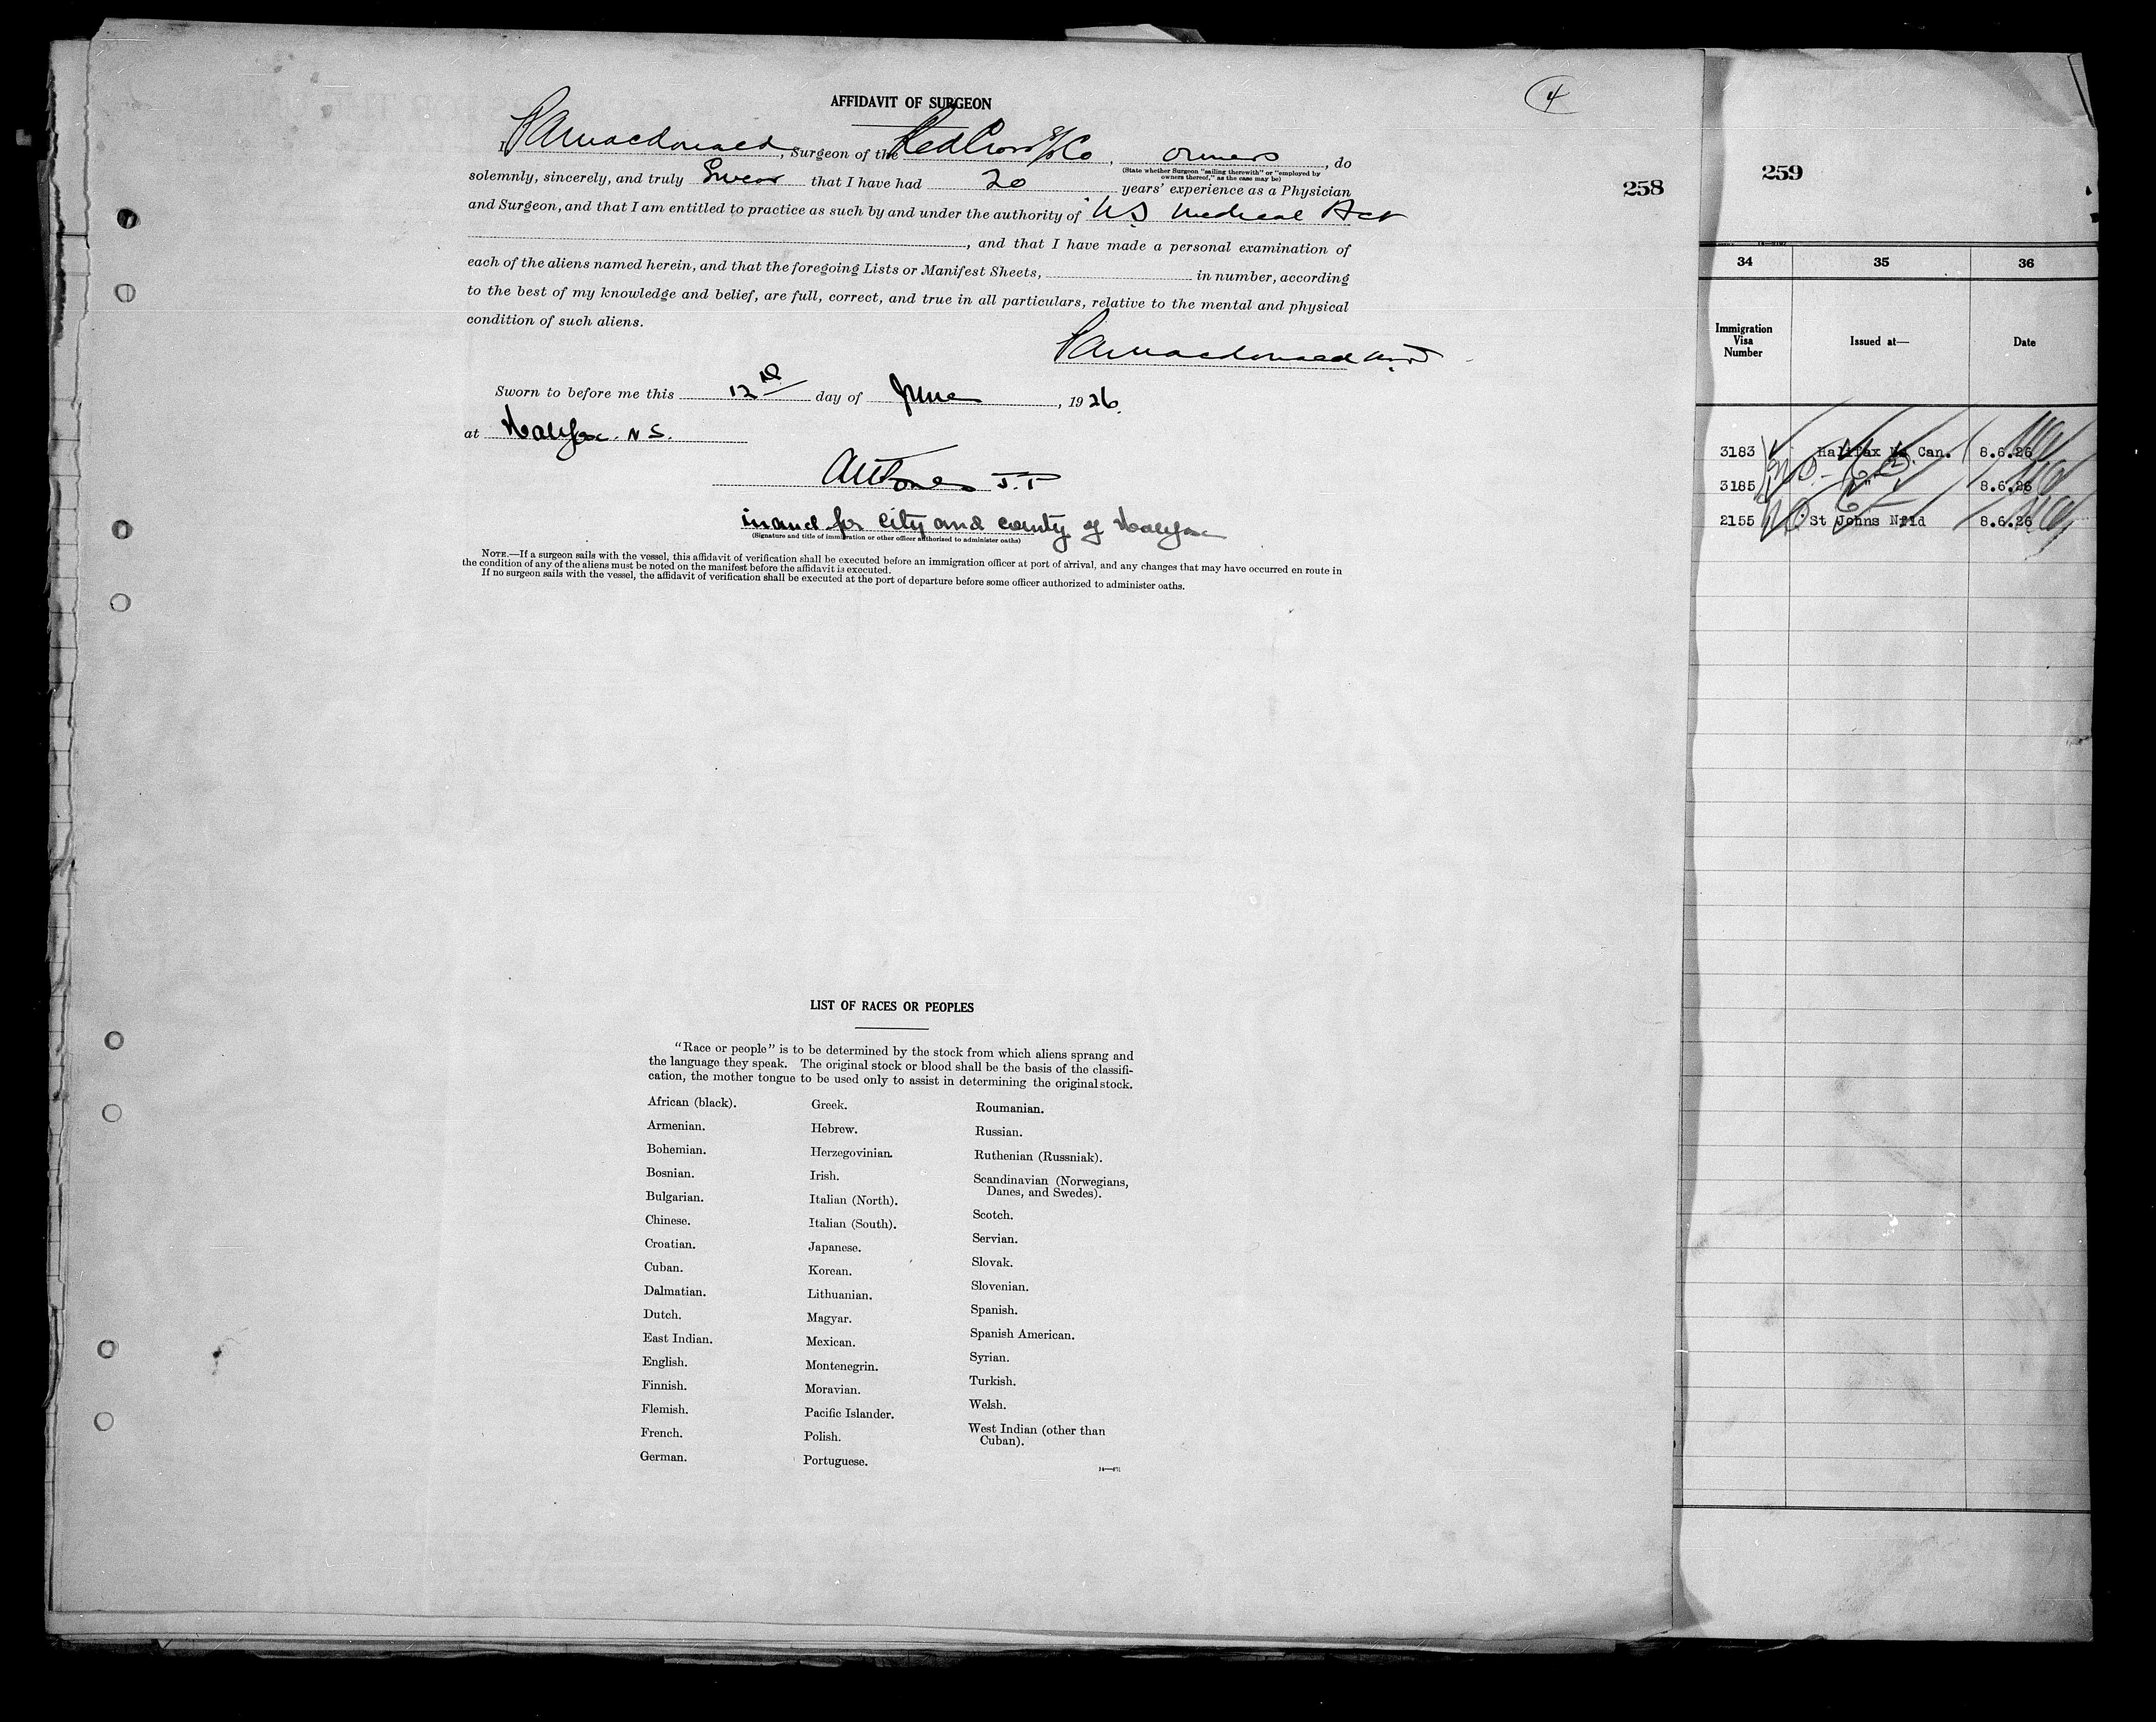 AFFIDAVIT OF SURGEON
4
I, Macdonald, Surgeon of the Red Cross S/S Co, owners, do
(State whether Surgeon "sailing therewith" or "employed by
owners thereof," as the case may be)
solemnly, sincerely, and truly Swear that I have had 20 years' experience as a Physician
and Surgeon, and that I am entitled to practice as such by and under the authority of N.S. Medical Act
, and that I have made a personal examination of
each of the aliens named herein, and that the foregoing Lists or Manifest Sheets, in number, according
to the best of my knowledge and belief, are full, correct, and true in all particulars, relative to the mental and physical
condition of such aliens.
Macdonald M.D.
Sworn to before me this 12th day of June, 1926.
at Halifax. N S.
Jones J.P
in and for City and county of Halifax
(Signature and title of immigration or other officer authorized to administer oaths)
NOTE.—If a surgeon sails with the vessel, this affidavit of verification shall be executed before an immigration officer at port of arrival, and any changes that may have occurred en route in
the condition of any of the aliens must be noted on the manifest before the affidavit is executed.
If no surgeon sails with the vessel, the affidavit of verification shall be executed at the port of departure before some officer authorized to administer oaths.
LIST OF RACES OR PEOPLES
"Race or people" is to be determined by the stock from which aliens sprang and
the language they speak. The original stock or blood shall be the basis of the classifi-
cation, the mother tongue to be used only to assist in determining the original stock.
African (black).
Armenian.
Bohemian.
Bosnian.
Bulgarian.
Chinese.
Croatian.
Cuban.
Dalmatian.
Dutch.
East Indian.
English.
Finnish.
Flemish.
French.
German.
Greek.
Hebrew.
Herzegovinian.
Irish.
Italian (North).
Italian (South).
Japanese.
Korean.
Lithuanian.
Magyar.
Mexican.
Montenegrin.
Moravian.
Pacific Islander.
Polish.
Portuguese.
Roumanian.
Russian.
Ruthenian (Russniak).
Scandinavian (Norwegians,
Danes, and Swedes).
Scotch.
Servian.
Slovak.
Slovenian.
Spanish.
Spanish American.
Syrian.
Turkish.
Welsh.
West Indian (other than
Cuban).
258
259
34 35 36
Immigration
Visa
Number
Issued at—
Date
3183 Halifax Ns Can. 8.6.26
3185 " 8.6.26
2155 St Johns Nfld 8.6.26